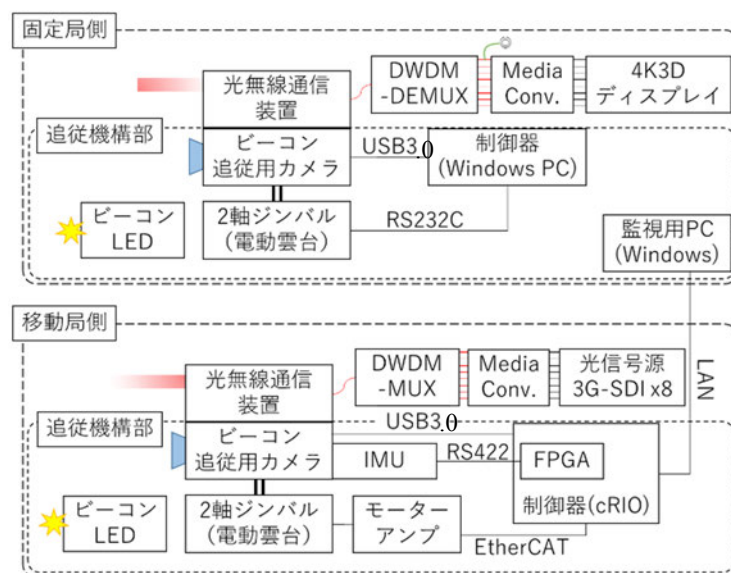 固定局側
光無線通信
装置
DWDM
-DEMUX
Media
Conv.
4K3D
ディスプレイ
追従機構部
ビーコン
追従用カメラ
USB3.0
制御器
(Windows PC)
ビーコン
LED
2軸ジンバル
(電動雲台)
RS232C
監視用PC
(Windows)
移動局側
光無線通信
装置
DWDM
-MUX
Media
Conv.
光信号源
3G-SDI x8
LAN
追従機構部
ビーコン
追従用カメラ
USB3.0
IMU
RS422
FPGA
制御器(cRIO)
ビーコン
LED
2軸ジンバル
(電動雲台)
モーター
アンプ
EtherCAT